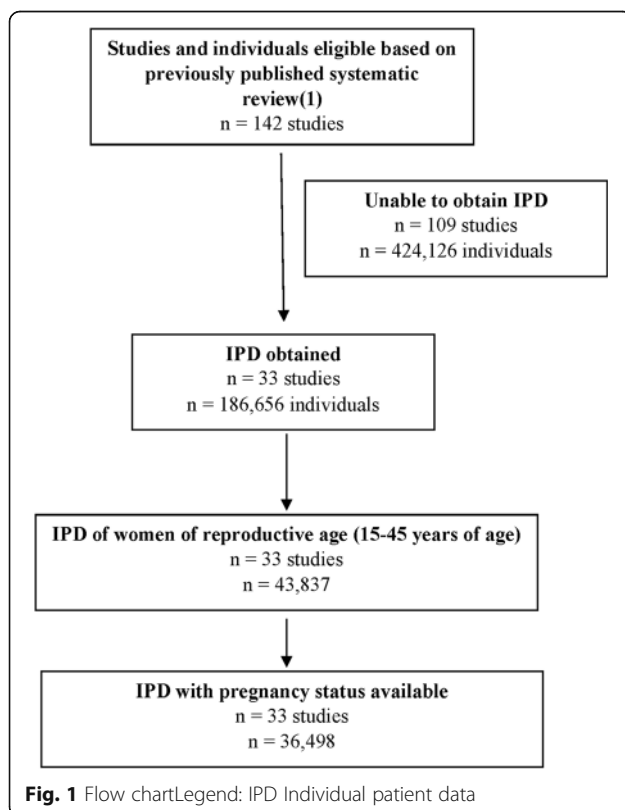 Studies and individuals eligible based on
previously published systematic
review(1)
n = 142 studies
Unable to obtain IPD
n = 109 studies
n = 424,126 individuals
IPD obtained
n = 33 studies
n = 186,656 individuals
IPD of women of reproductive age (15-45 years of age)
n = 33 studies
n = 43,837
IPD with pregnancy status available
n = 33 studies
n = 36,498
Fig. 1 Flow chartLegend: IPD Individual patient data